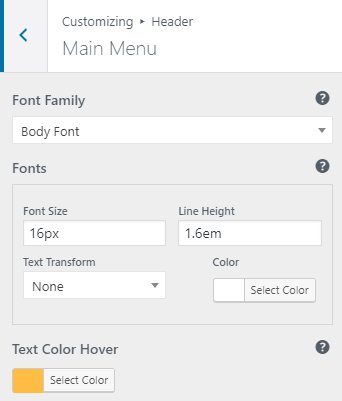 Customizing ▸ Header
Main Menu
Font Family
Body Font
Fonts
Font Size Line Height
16px 1.6em
Text Transform Color
None Select Color
Text Color Hover
Select Color